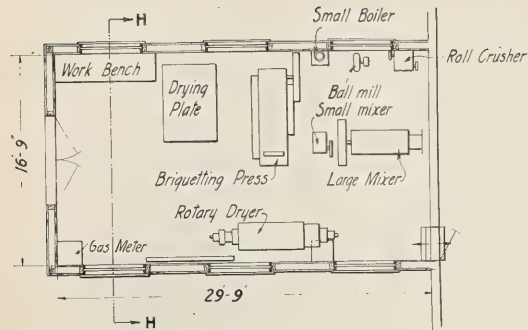 H
Small Boiler
Roll Crusher
Work Bench
Drying
Plate
Ball mill
Small mixer
16'-9"
Briquetting Press
Large Mixer
Rotary Dryer
Gas Meter
29'-9"
H